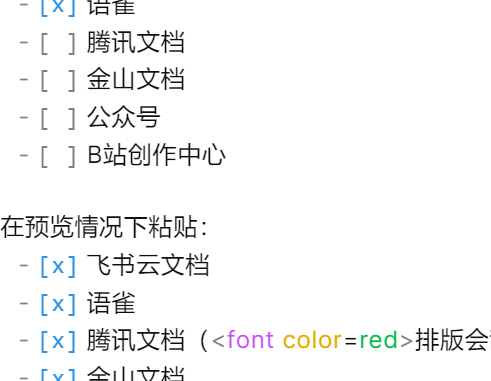 - [x] 语雀
- [ ] 腾讯文档
- [ ] 金山文档
- [ ] 公众号
- [ ] B站创作中心
在预览情况下粘贴：
- [x] 飞书云文档
- [x] 语雀
- [x] 腾讯文档（<font color=red>排版会
- [x] 金山文档